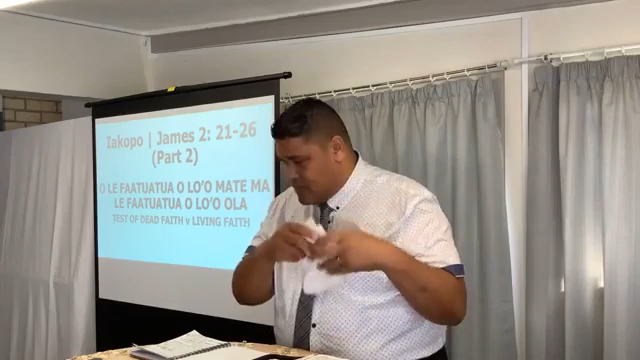 Iakopo | James 2: 21-26
(Part 2)
O LE FAATUATUA O LO'O MATE MA
LE FAATUATUA O LO'O OLA
TEST OF DEAD FAITH v LIVING FAITH